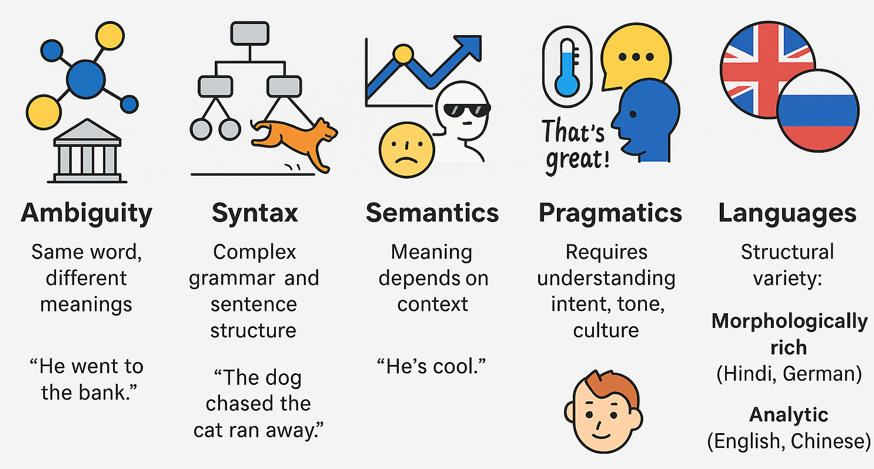 That's
great!
Ambiguity
Same word,
different
meanings
“He went to
the bank.”
Syntax
Complex
grammar and
sentence
structure
“The dog
chased the
cat ran away.”
Semantics
Meaning
depends on
context
“He's cool.”
Pragmatics
Requires
understanding
intent, tone,
culture
Languages
Structural
variety:
Morphologically
rich
(Hindi, German)
Analytic
(English, Chinese)